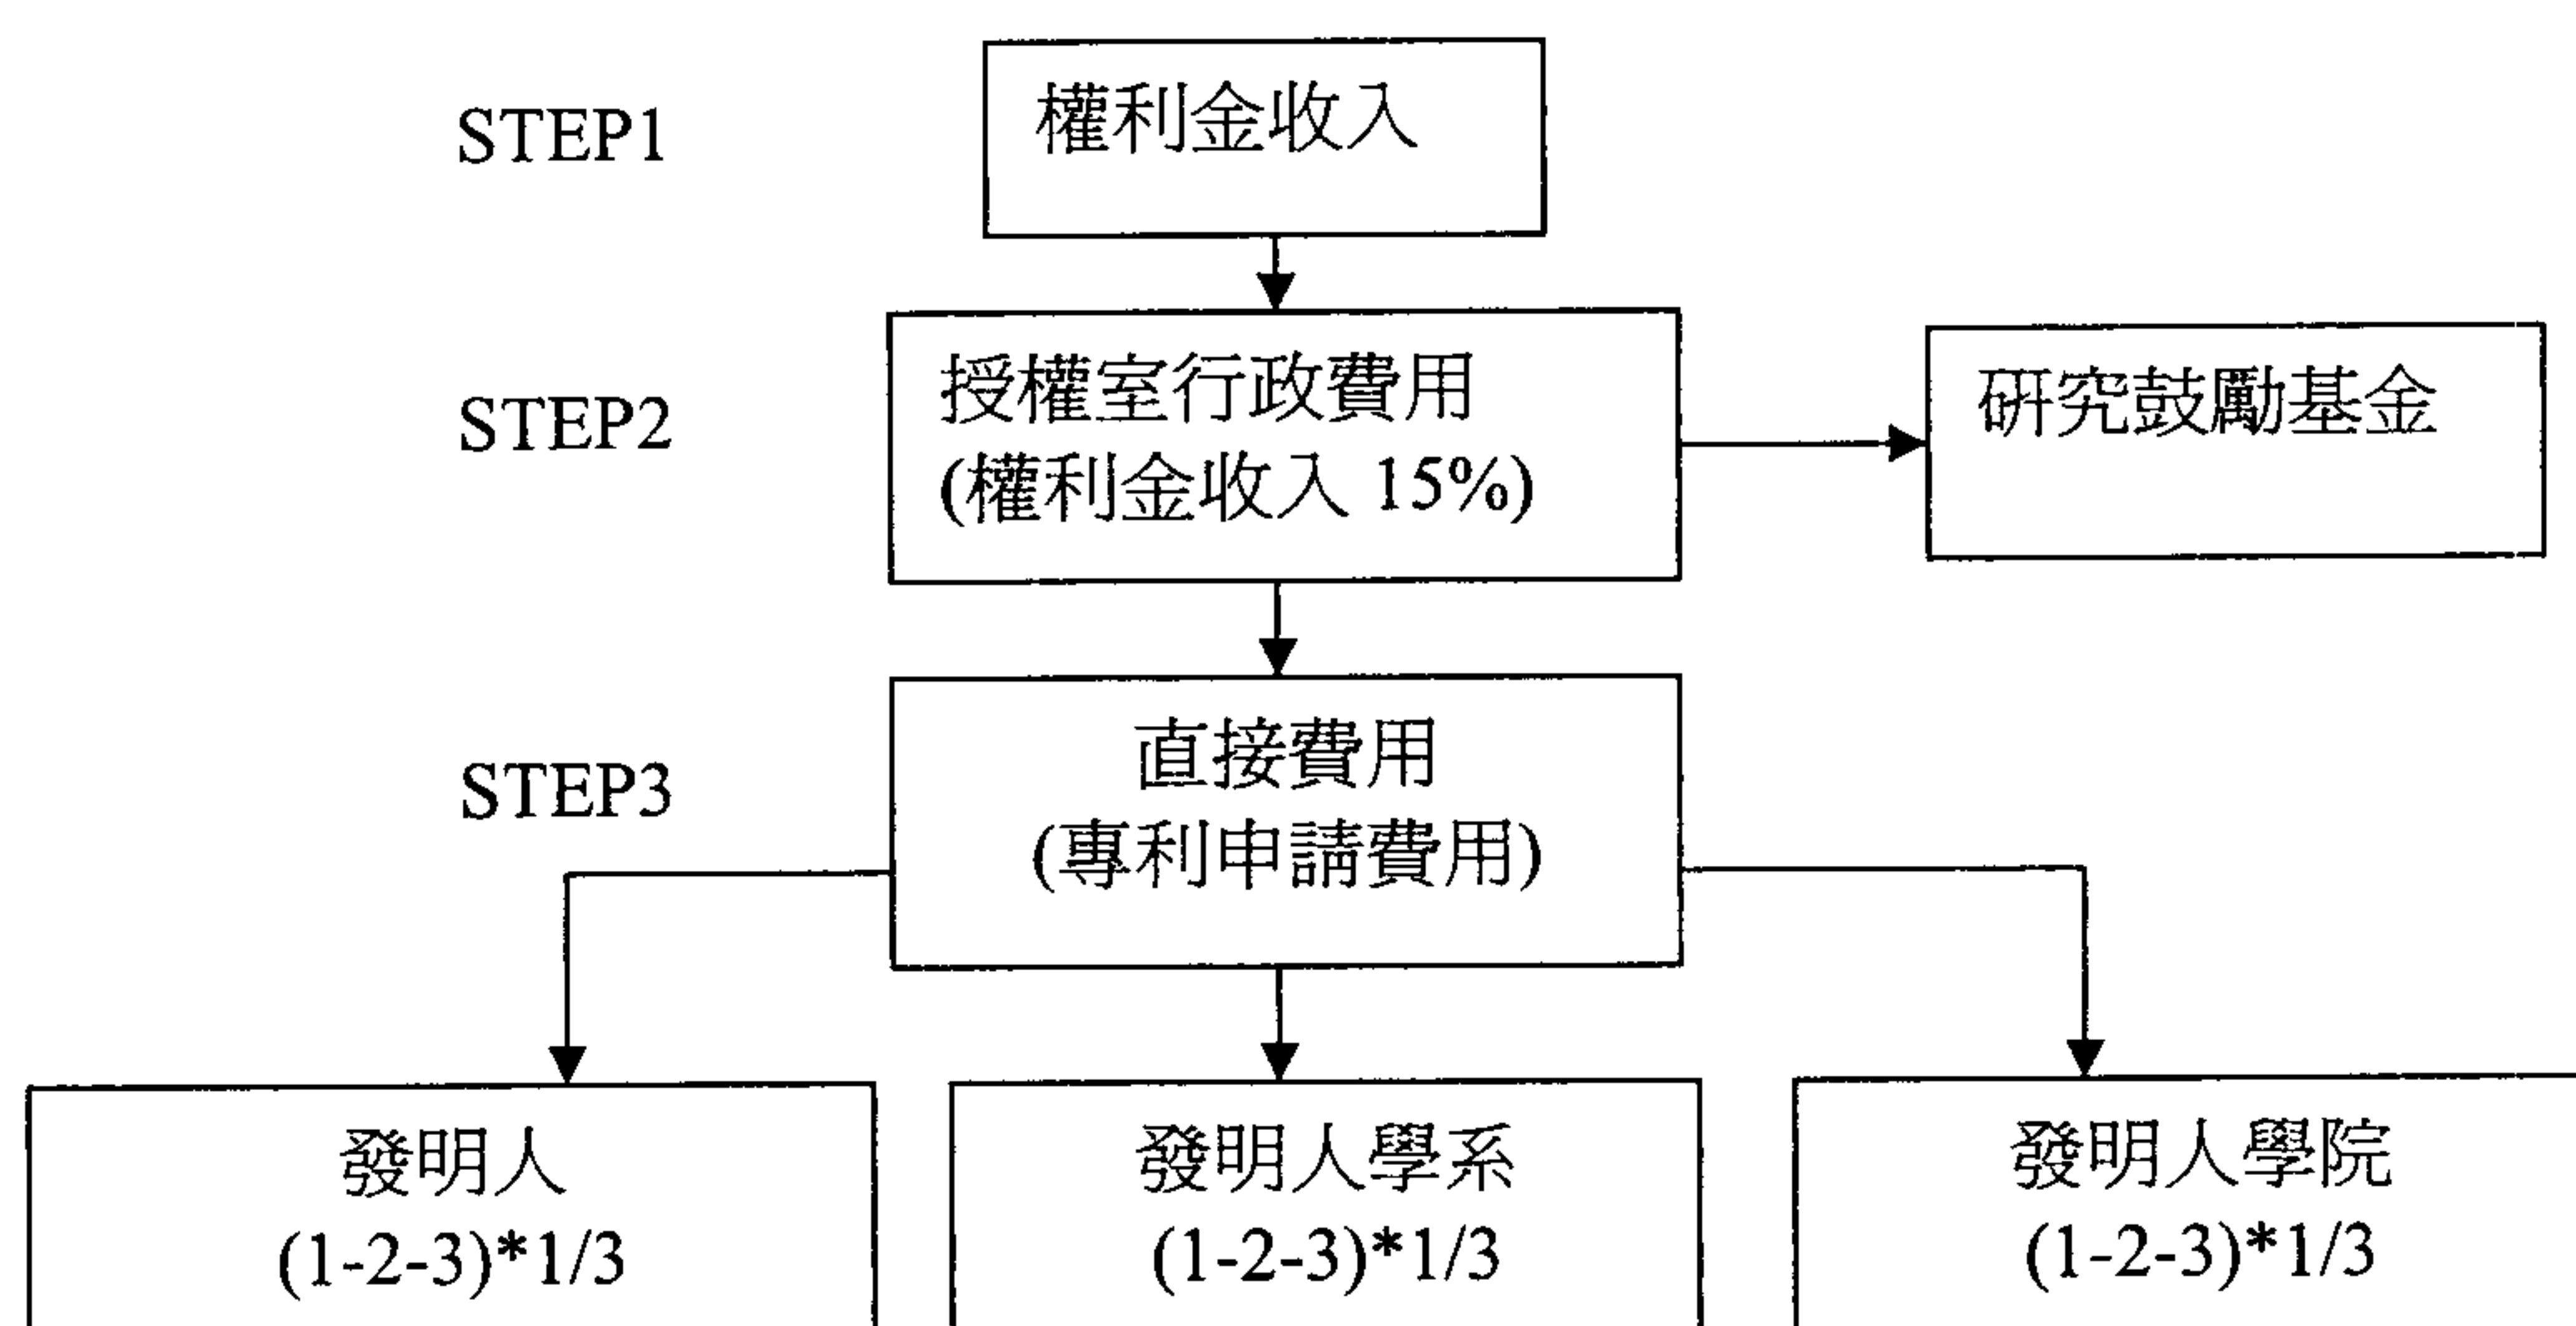 STEP1
權利金收入
STEP2
授權室行政費用
(權利金收入 15%)
研究鼓勵基金
STEP3
直接費用
(專利申請費用)
發明人
(1-2-3)*1/3
發明人學系
(1-2-3)*1/3
發明人學院
(1-2-3)*1/3